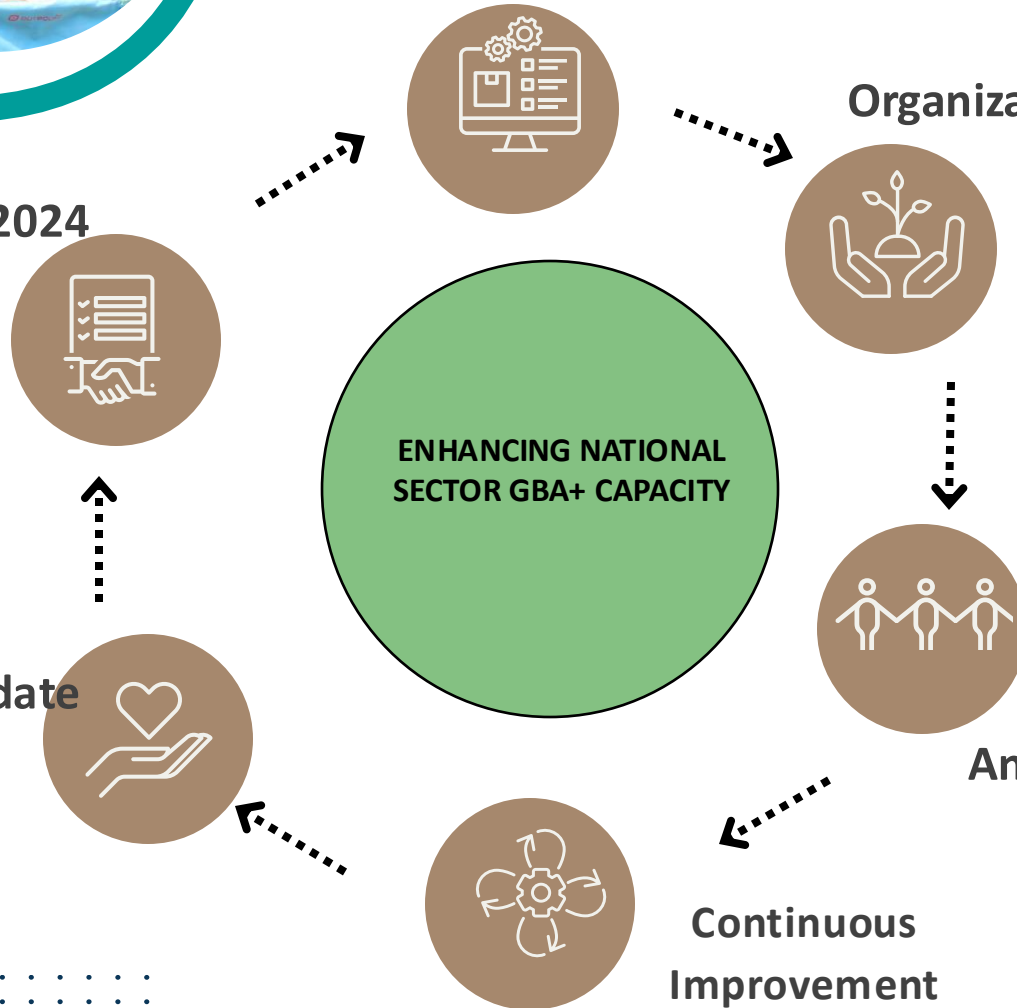 Organiza
2024
ENHANCING NATIONAL
SECTOR GBA+ CAPACITY
date
An
Continuous
Improvement